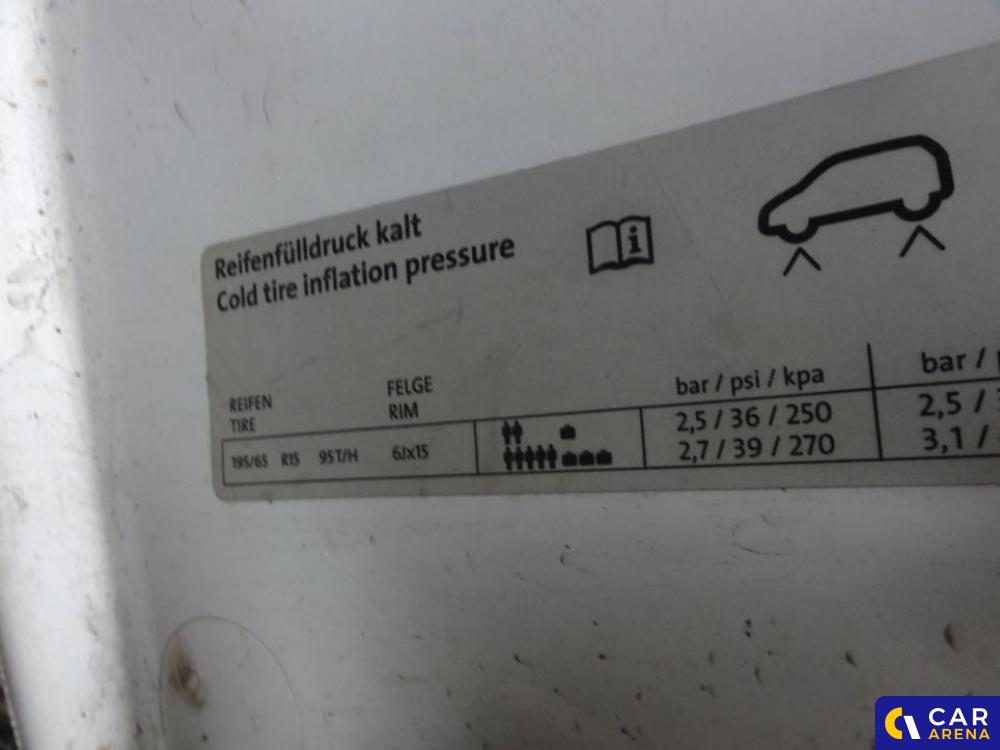 Reifenfülldruck kalt
Cold tire inflation pressure
i
REIFEN
TIRE
FELGE
RIM
bar / psi / kpa
bar /
195/65 R15 95T/H 6Jx15
2,5 / 36 / 250
2,5 /
2,7 / 39 / 270
3,1 /
CAR
ARENA